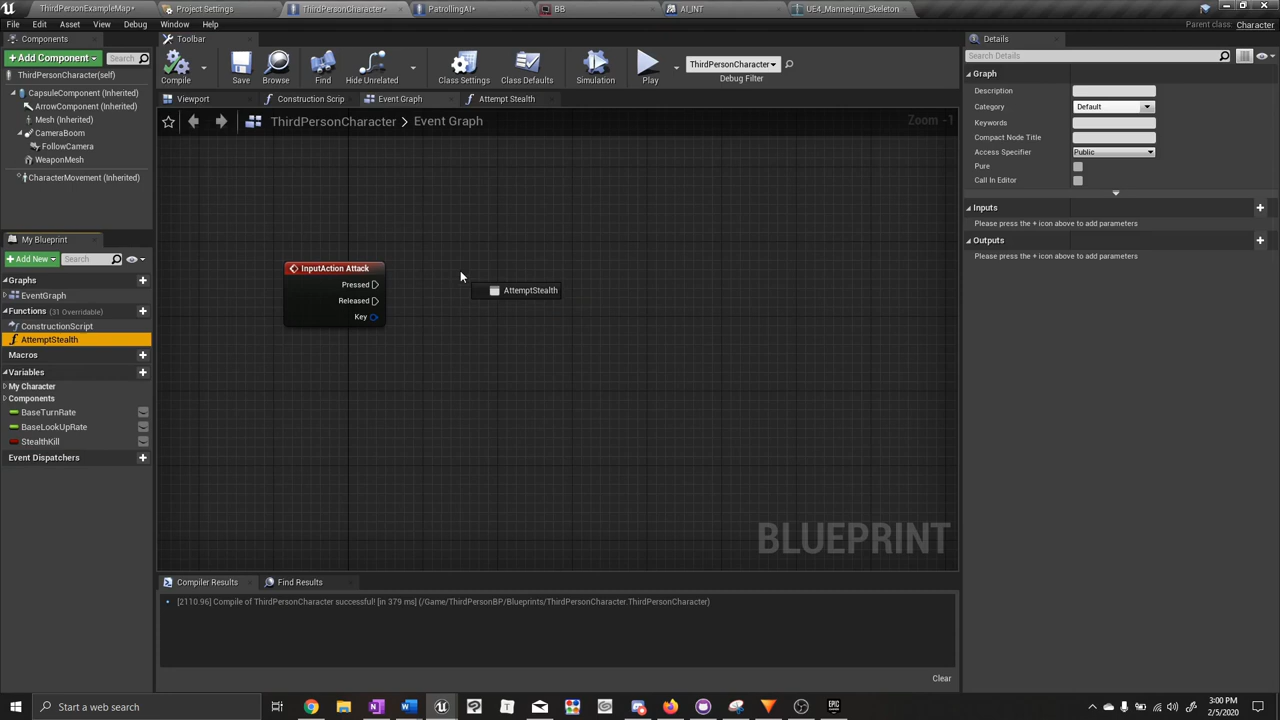 ThirdPersonExampleMap*
Project Settings
ThirdPersonCharacter*
PatrollingAI*
BB
AI_INT
UE4_Mannequin_Skeleton
File
Edit
Asset
View
Debug
Window
Help
Parent class: Character
Components
+ Add Component
Search
ThirdPersonCharacter(self)
CapsuleComponent (Inherited)
ArrowComponent (Inherited)
Mesh (Inherited)
CameraBoom
FollowCamera
WeaponMesh
CharacterMovement (Inherited)
Toolbar
Compile
Save
Browse
Find
Hide Unrelated
Class Settings
Class Defaults
Simulation
Play
ThirdPersonCharacter
Debug Filter
Viewport
Construction Scrip
Event Graph
Attempt Stealth
ThirdPersonCharacter > Event Graph
Zoom -1
InputAction Attack
Pressed
Released
Key
AttemptStealth
BLUEPRINT
My Blueprint
+ Add New
Search
Graphs
EventGraph
Functions (31 Overridable)
ConstructionScript
AttemptStealth
Macros
Variables
My Character
Components
BaseTurnRate
BaseLookUpRate
StealthKill
Event Dispatchers
Compiler Results
Find Results
[2110.96] Compile of ThirdPersonCharacter successful! [in 379 ms] (/Game/ThirdPersonBP/Blueprints/ThirdPersonCharacter.ThirdPersonCharacter)
Clear
Details
Search Details
Graph
Description
Category
Default
Keywords
Compact Node Title
Access Specifier
Public
Pure
Call In Editor
Inputs
Please press the + icon above to add parameters
Outputs
Please press the + icon above to add parameters
Start a web search
3:00 PM
2/5/2020